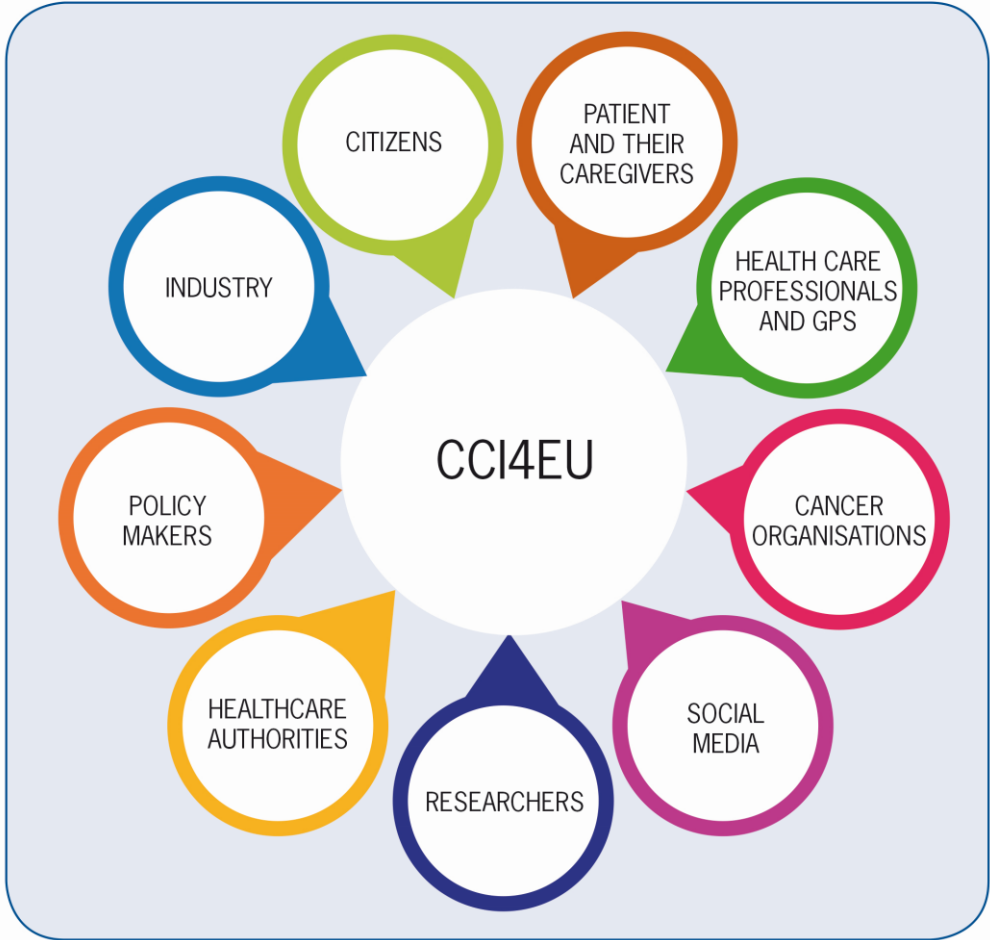 CITIZENS
PATIENT
AND THEIR
CAREGIVERS
INDUSTRY
HEALTH CARE
PROFESSIONALS
AND GPS
CCI4EU
POLICY
MAKERS
CANCER
ORGANISATIONS
HEALTHCARE
AUTHORITIES
SOCIAL
MEDIA
RESEARCHERS